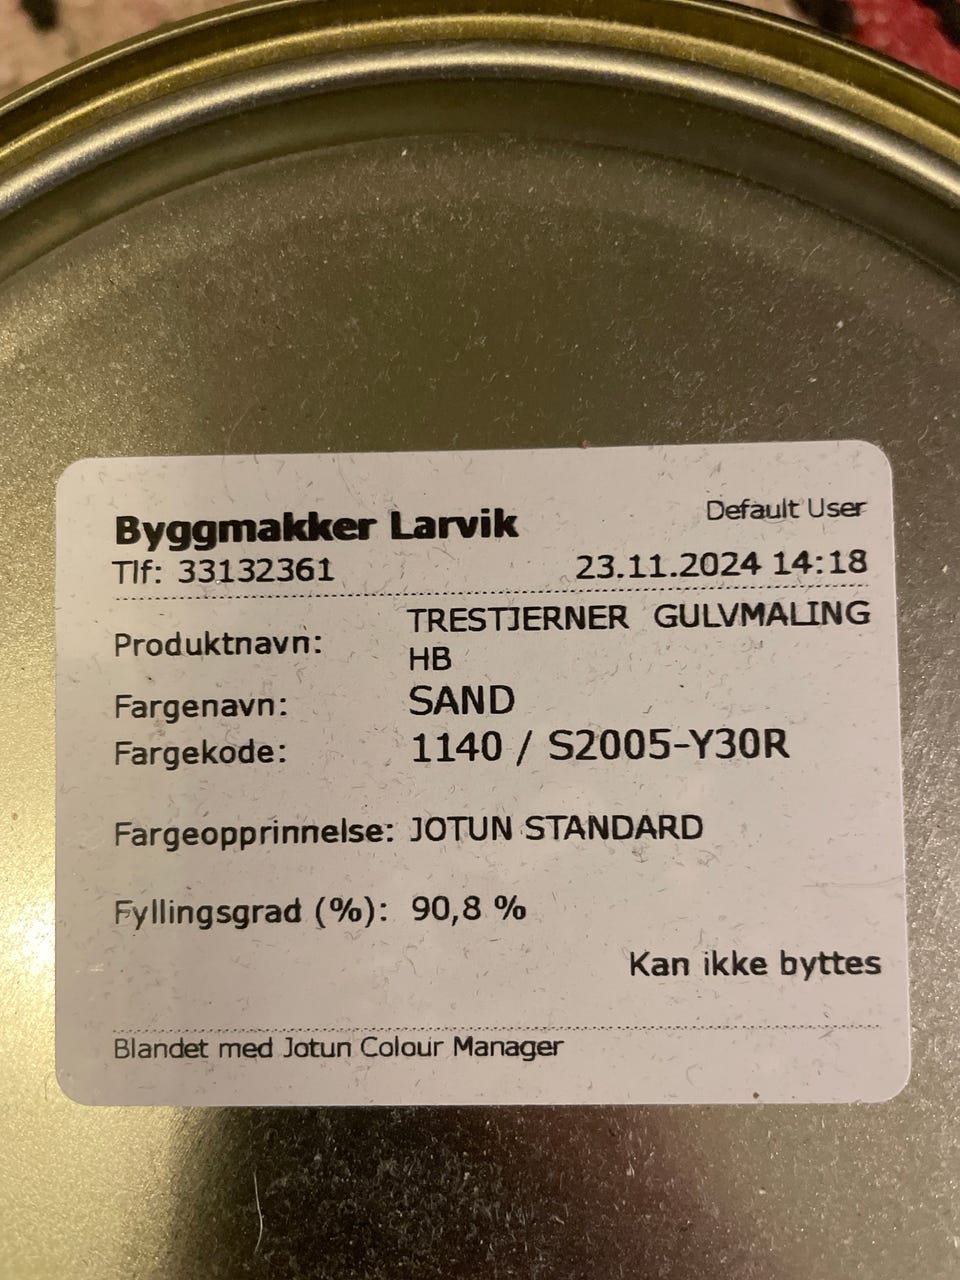 Byggmakker Larvik Default User
Tlf: 33132361 23.11.2024 14:18
Produktnavn: TRESTJERNER GULVMALING
HB
Fargenavn: SAND
Fargekode: 1140 / S2005-Y30R
Fargeopprinnelse: JOTUN STANDARD
Fyllingsgrad (%): 90,8 %
Kan ikke byttes
Blandet med Jotun Colour Manager